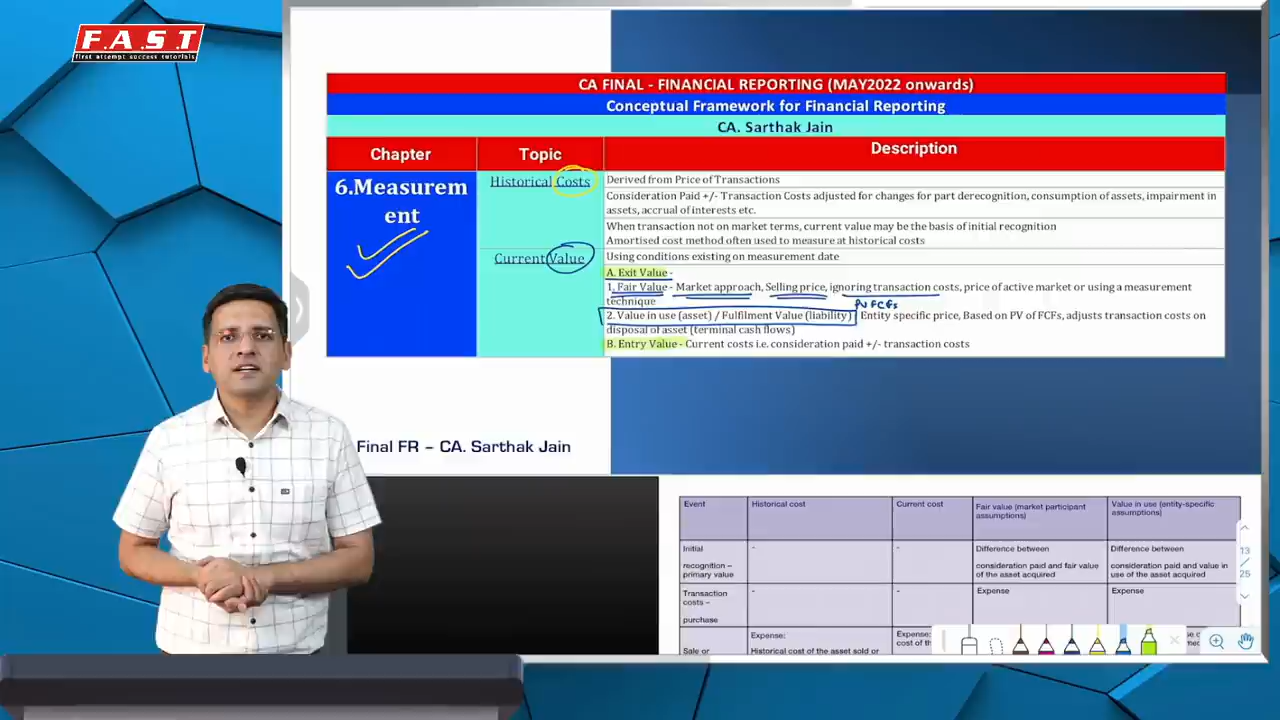 F.A.S.T
first attempt success tutorials
CA FINAL - FINANCIAL REPORTING (MAY2022 onwards)
Conceptual Framework for Financial Reporting
CA. Sarthak Jain
Chapter
Topic
Description
6.Measurem
ent
Historical Costs
Derived from Price of Transactions
Consideration Paid +/- Transaction Costs adjusted for changes for part derecognition, consumption of assets, impairment in
assets, accrual of interests etc.
When transaction not on market terms, current value may be the basis of initial recognition
Amortised cost method often used to measure at historical costs
Current Value
Using conditions existing on measurement date
A. Exit Value -
1. Fair Value - Market approach, Selling price, ignoring transaction costs, price of active market or using a measurement
technique
PV FCFs
2. Value in use (asset) / Fulfilment Value (liability) Entity specific price, Based on PV of FCFs, adjusts transaction costs on
disposal of asset (terminal cash flows)
B. Entry Value - Current costs i.e. consideration paid +/- transaction costs
Final FR – CA. Sarthak Jain
Event
Historical cost
Current cost
Fair value (market participant
assumptions)
Value in use (entity-specific
assumptions)
Initial
recognition –
primary value
-
-
Difference between
consideration paid and fair value
of the asset acquired
Difference between
consideration paid and value in
use of the asset acquired
Transaction
costs –
purchase
-
-
Expense
Expense
Sale or
Expense:
Historical cost of the asset sold or
Expense:
cost of th
13
/
25